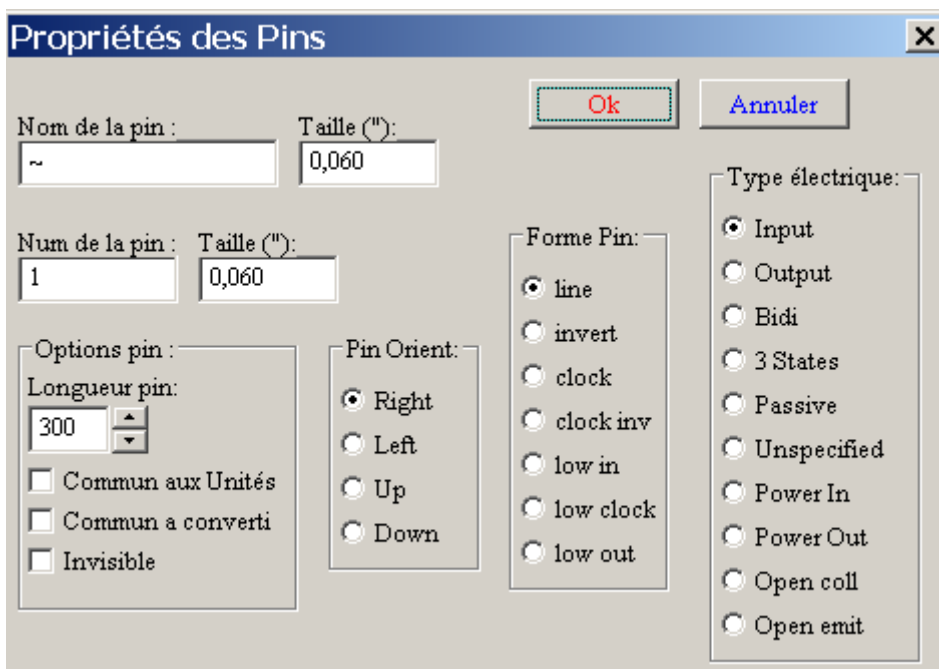 Propriétés des Pins
Ok
Annuler
Nom de la pin :
Taille ("):
~
0,060
Num de la pin :
Taille ("):
1
0,060
Options pin :
Longueur pin:
300
Commun aux Unités
Commun a converti
Invisible
Pin Orient:
Right
Left
Up
Down
Forme Pin:
line
invert
clock
clock inv
low in
low clock
low out
Type électrique:
Input
Output
Bidi
3 States
Passive
Unspecified
Power In
Power Out
Open coll
Open emit